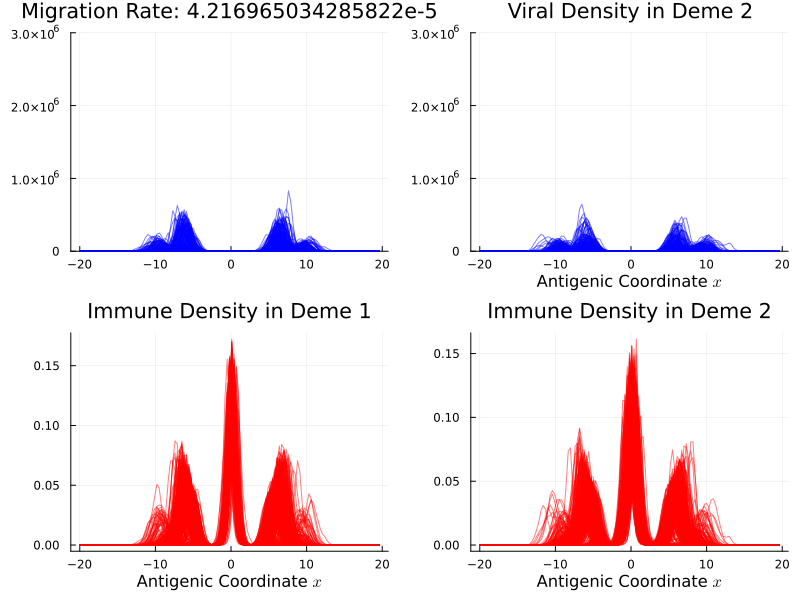 Migration Rate: 4.216965034285822e-5
Viral Density in Deme 2
3.0×10⁶
2.0×10⁶
1.0×10⁶
0
−20 −10 0 10 20
3.0×10⁶
2.0×10⁶
1.0×10⁶
0
−20 −10 0 10 20
Antigenic Coordinate x
Immune Density in Deme 1
0.15
0.10
0.05
0.00
−20 −10 0 10 20
Antigenic Coordinate x
Immune Density in Deme 2
0.15
0.10
0.05
0.00
−20 −10 0 10 20
Antigenic Coordinate x